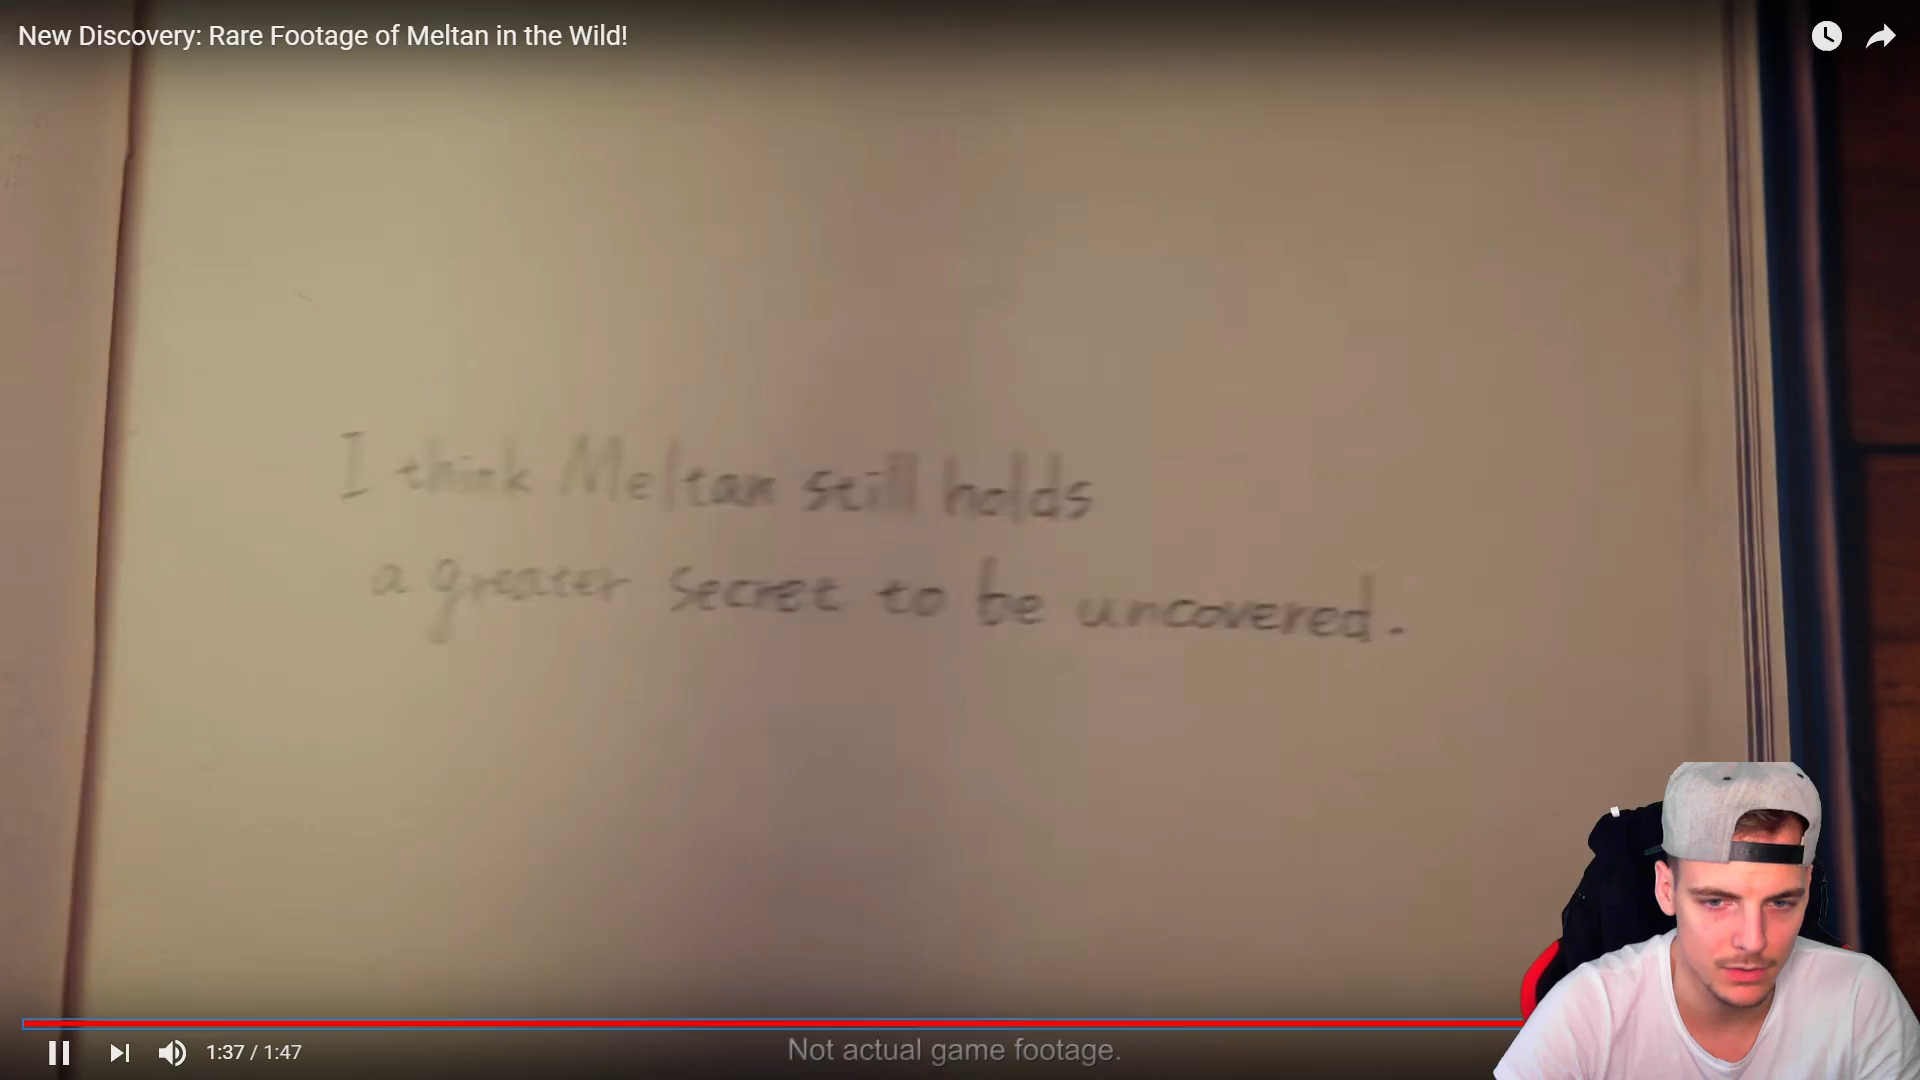 New Discovery: Rare Footage of Meltan in the Wild!
I think Meltan still holds
a greater secret to be uncovered.
1:37 / 1:47
Not actual game footage.